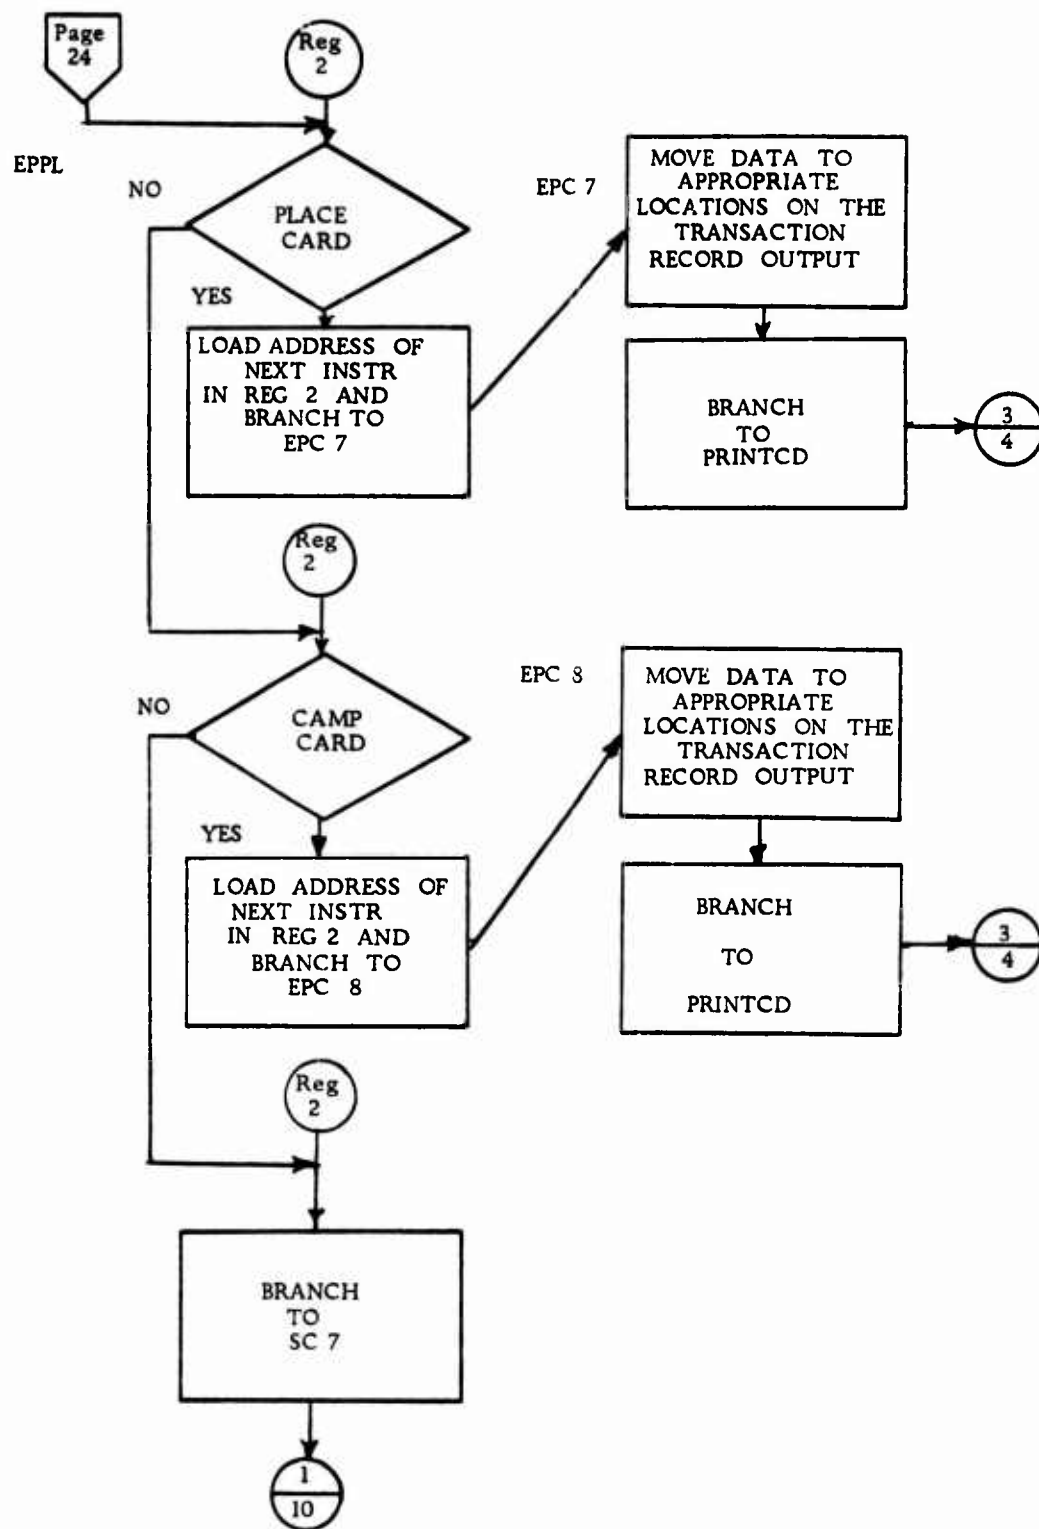 Page
24
Reg
2
EPPL
NO
PLACE
CARD
YES
LOAD ADDRESS OF
NEXT INSTR
IN REG 2 AND
BRANCH TO
EPC 7
EPC 7
MOVE DATA TO
APPROPRIATE
LOCATIONS ON THE
TRANSACTION
RECORD OUTPUT
BRANCH
TO
PRINTCD
3
4
Reg
2
NO
CAMP
CARD
YES
LOAD ADDRESS OF
NEXT INSTR
IN REG 2 AND
BRANCH TO
EPC 8
EPC 8
MOVE DATA TO
APPROPRIATE
LOCATIONS ON THE
TRANSACTION
RECORD OUTPUT
BRANCH
TO
PRINTCD
3
4
Reg
2
BRANCH
TO
SC 7
1
10